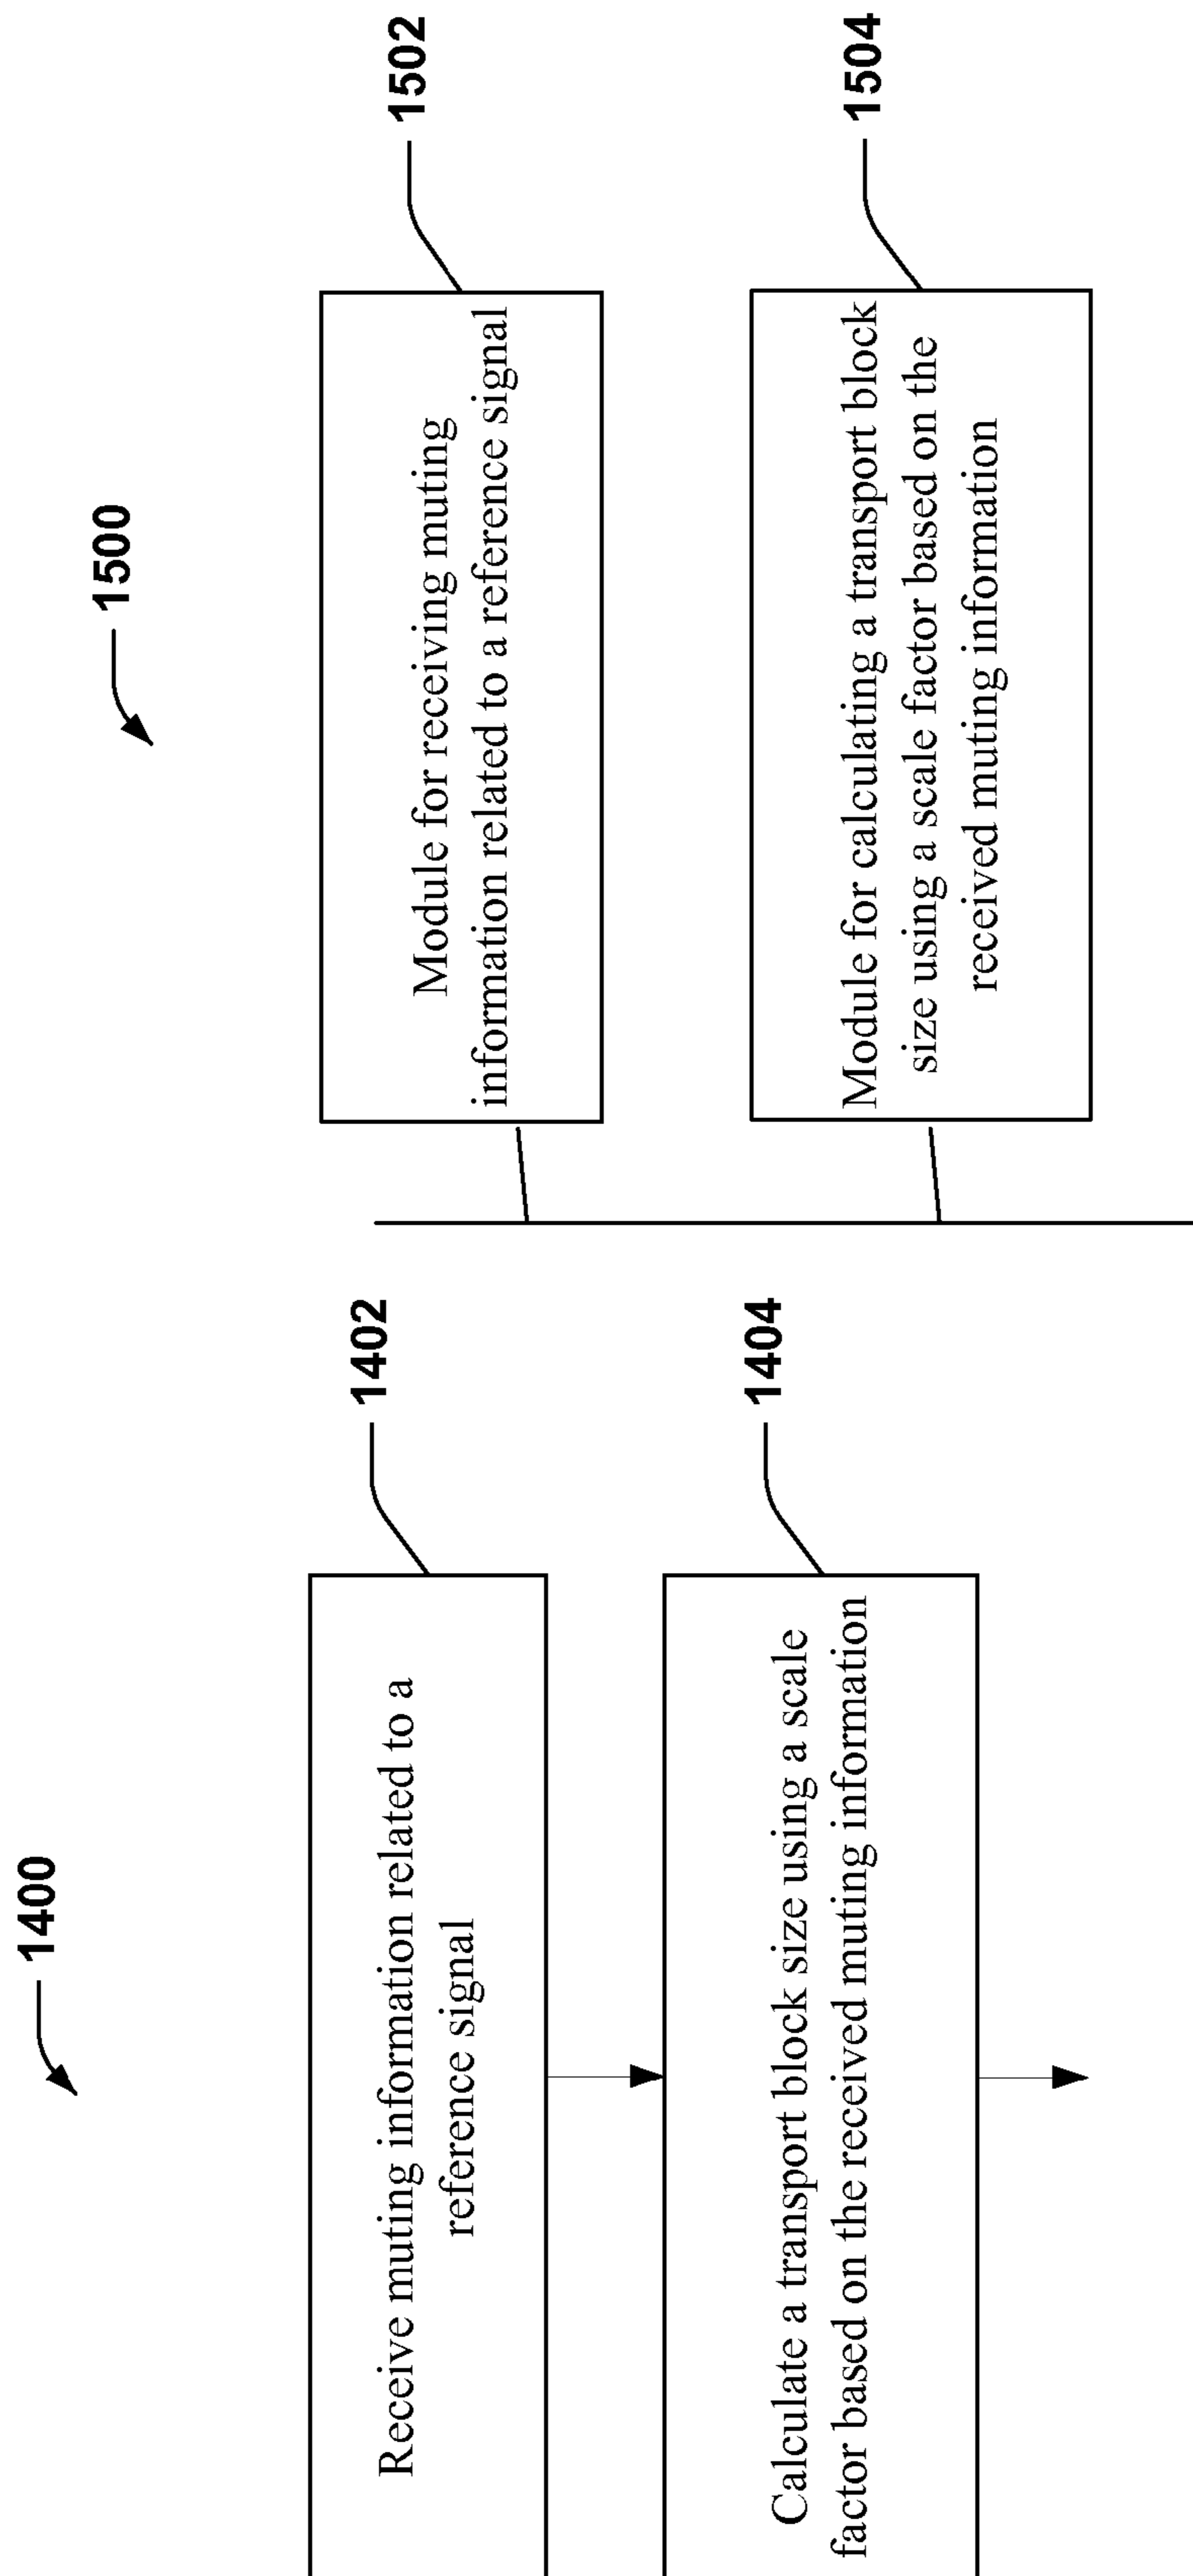 1400
1402
Receive muting information related to a
reference signal
1404
Calculate a transport block size using a scale
factor based on the received muting information
1500
1502
Module for receiving muting
information related to a reference signal
1504
Module for calculating a transport block
size using a scale factor based on the
received muting information